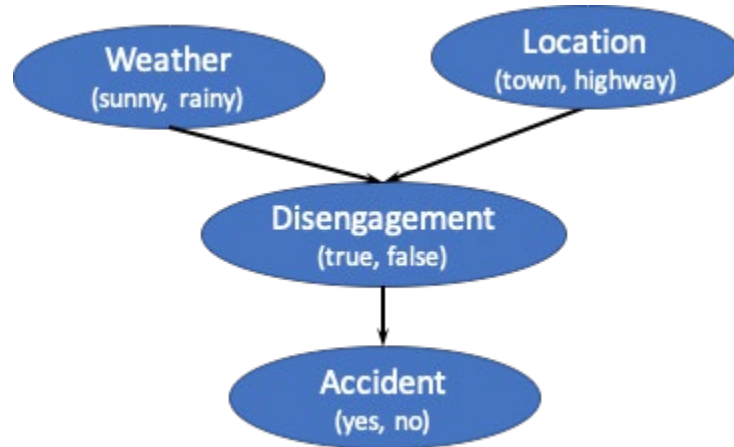 Weather
(sunny, rainy)
Location
(town, highway)
Disengagement
(true, false)
Accident
(yes, no)